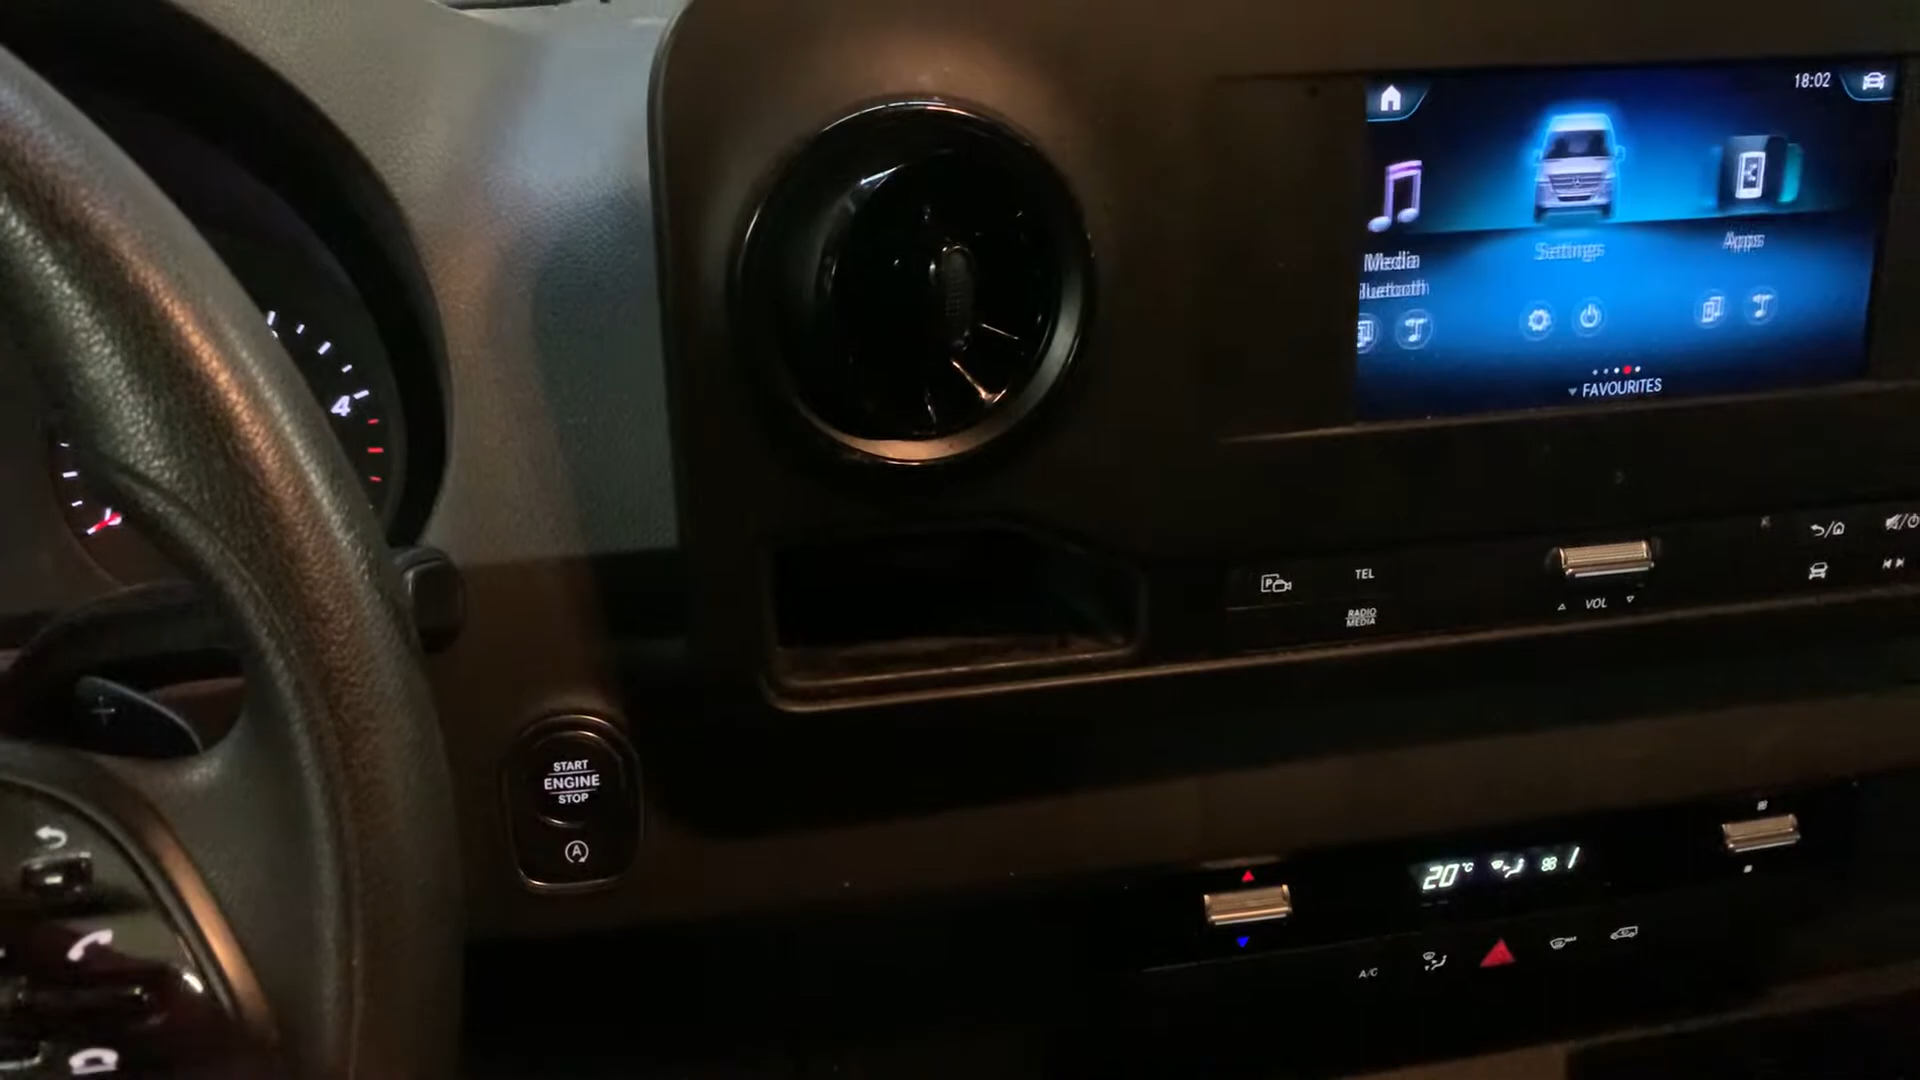 18:02
Media
Settings
Apps
Bluetooth
FAVOURITES
4
TEL
RADIO
MEDIA
VOL
START
ENGINE
STOP
A
20°C
A/C